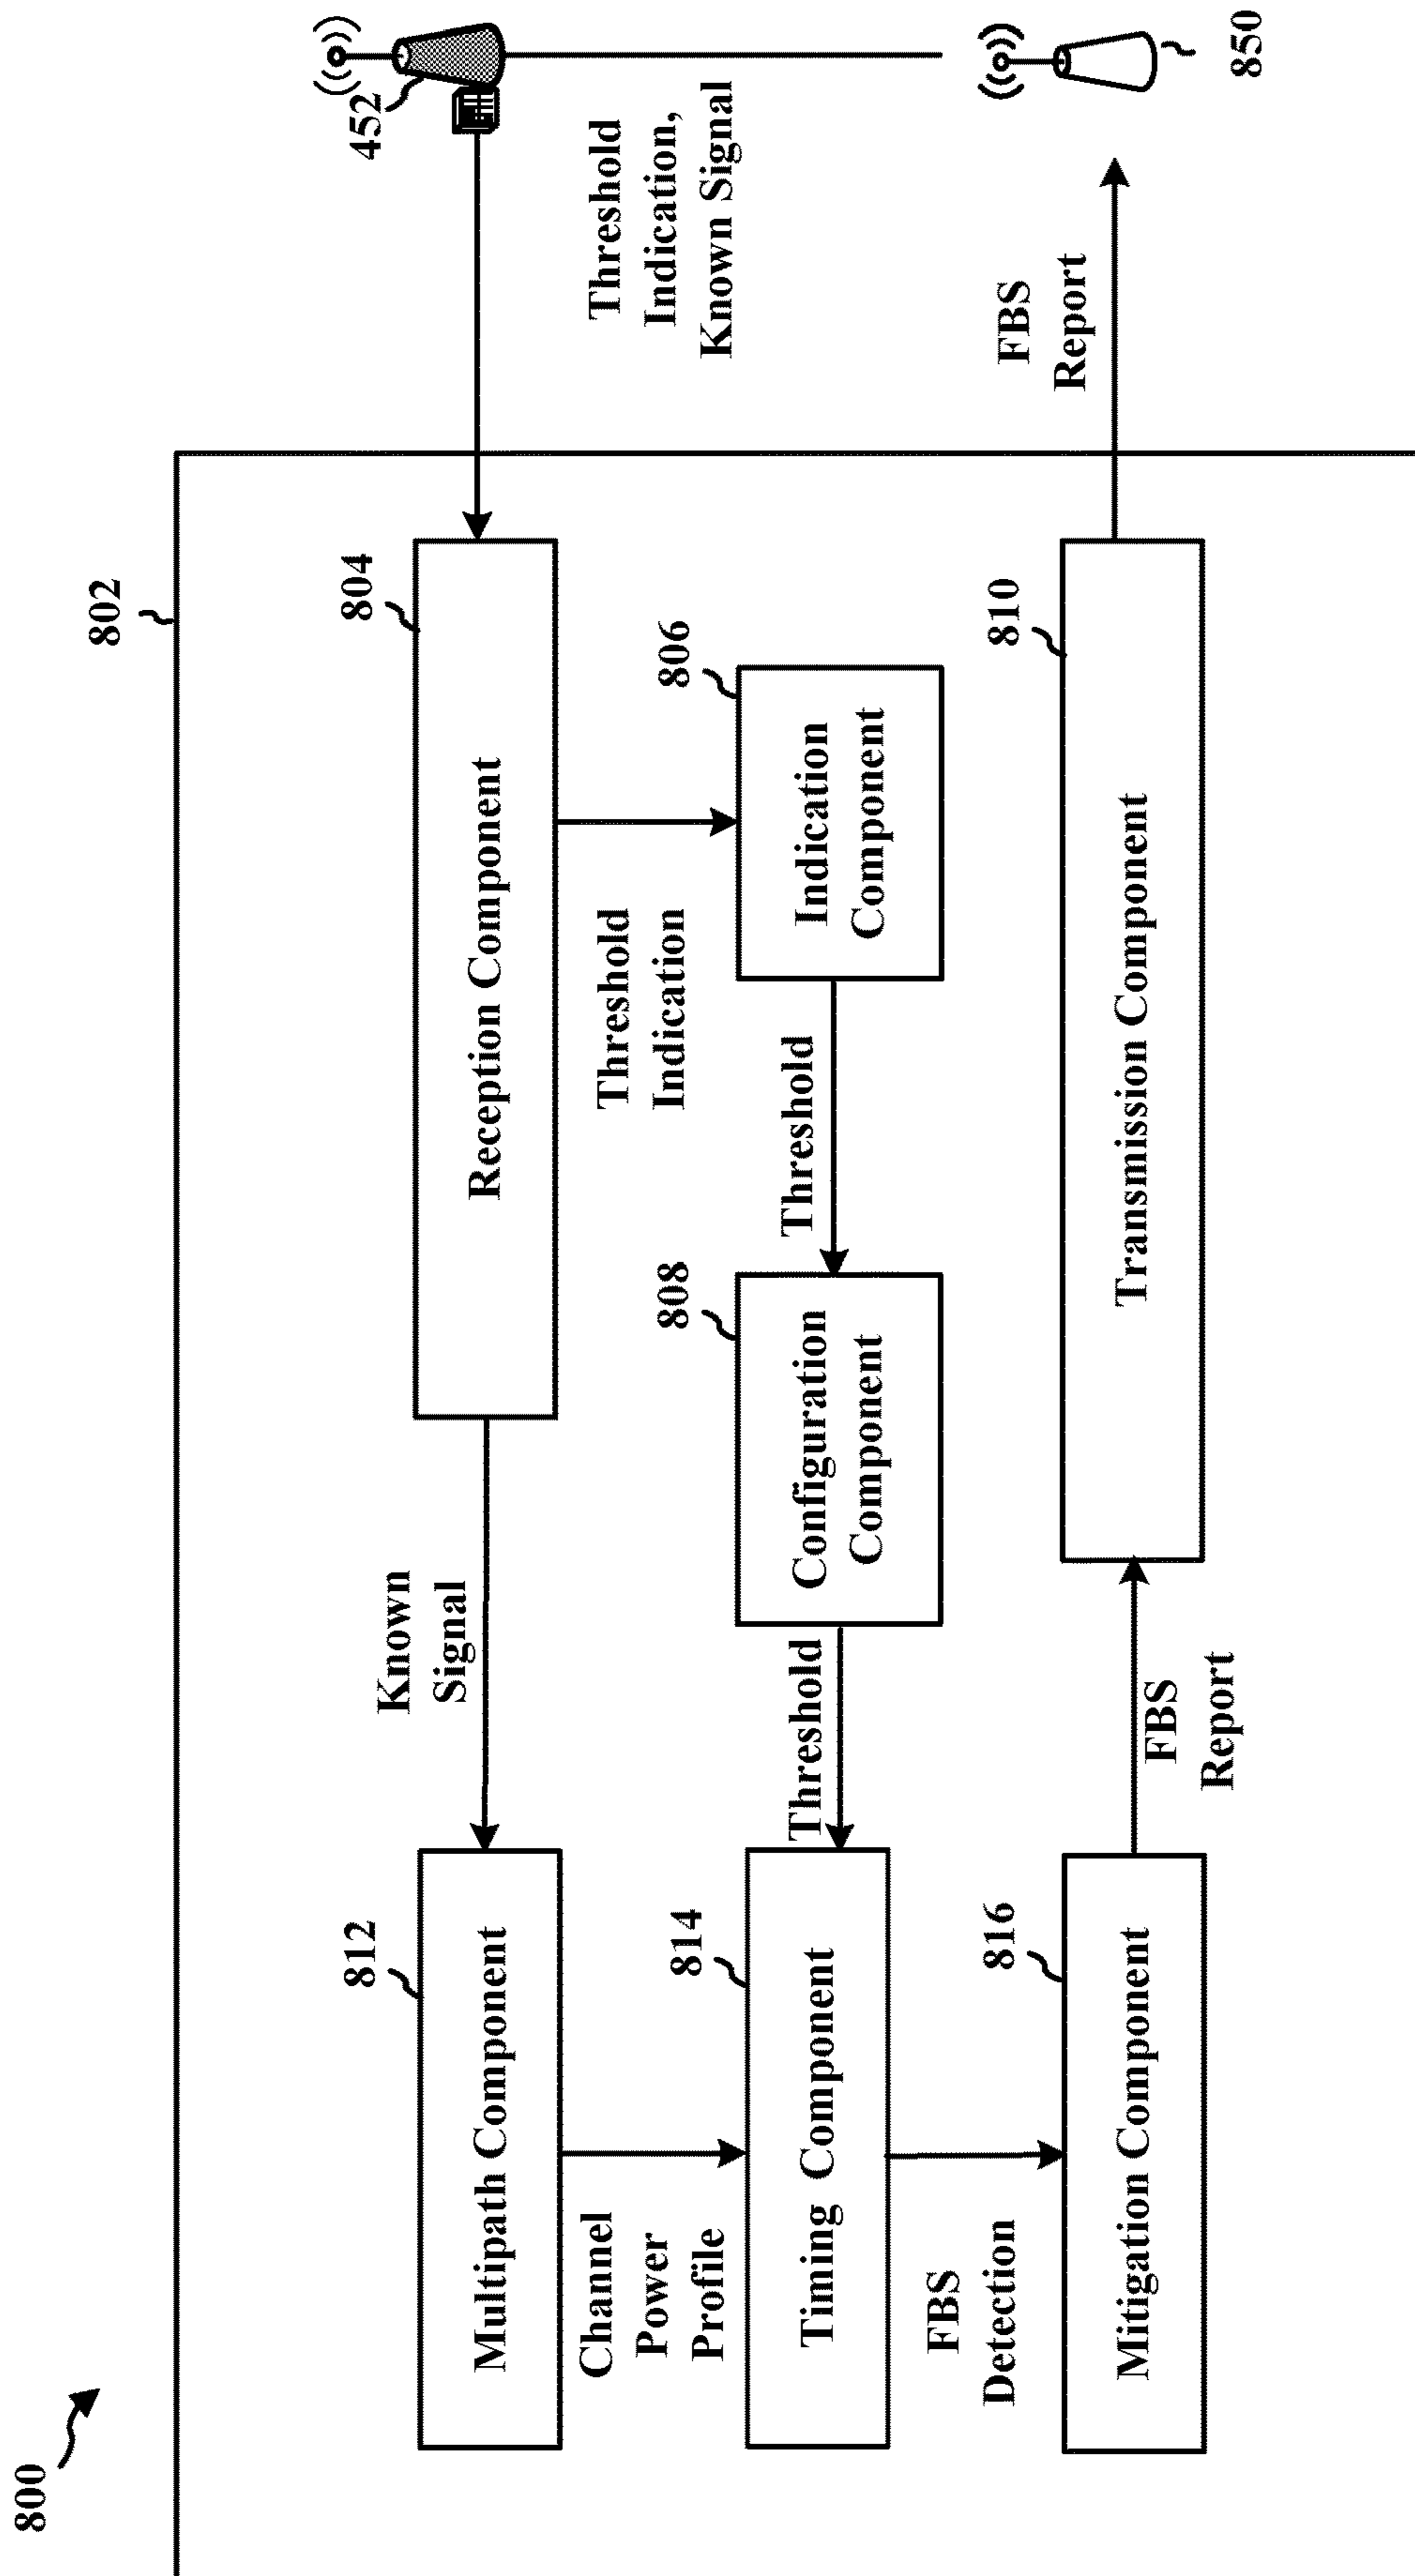 800
802
812
Known
Signal
804
452
Multipath Component
Reception Component
Channel
Power
Profile
Threshold
Indication
Threshold
Indication,
Known Signal
814
808
806
Timing Component
Threshold
Configuration
Component
Threshold
Indication
Component
FBS
Detection
816
810
FBS
Report
Mitigation Component
FBS
Report
Transmission Component
850